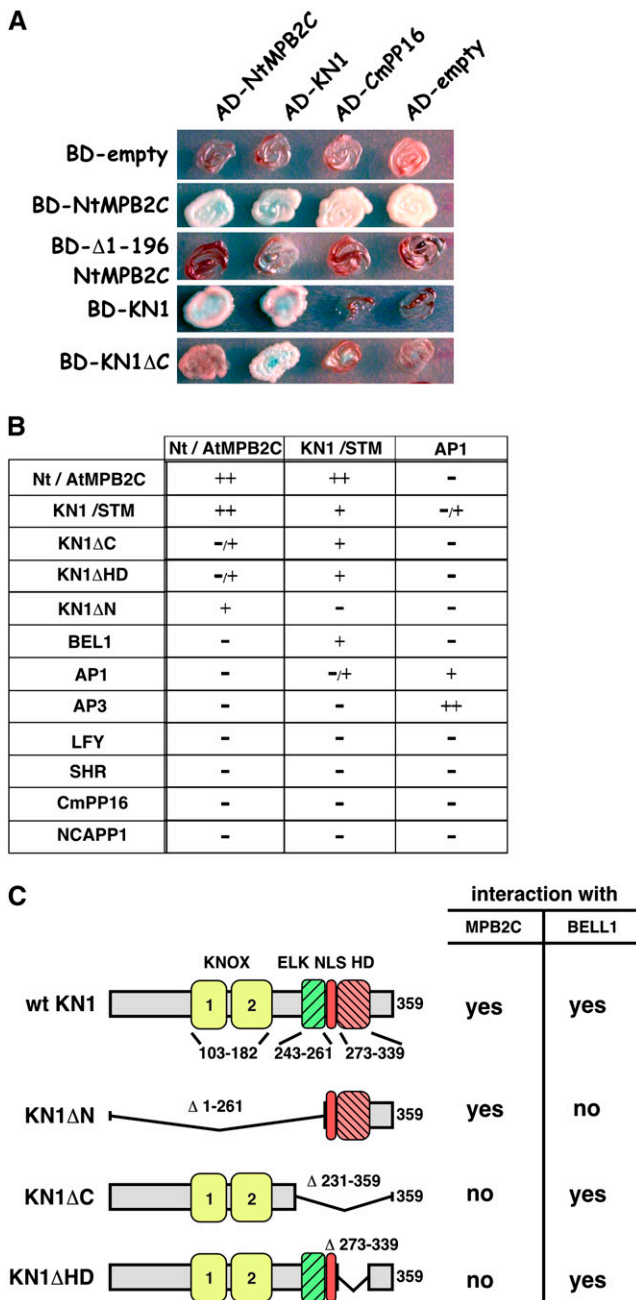 A
AD-NtMPB2C
AD-KN1
AD-CmPP16
AD-empty
BD-empty
BD-NtMPB2C
BD-Δ1-196
NtMPB2C
BD-KN1
BD-KN1ΔC
B
Nt / AtMPB2C KN1 /STM AP1
Nt / AtMPB2C ++ ++ -
KN1 /STM ++ + -/+
KN1ΔC -/+ + -
KN1ΔHD -/+ + -
KN1ΔN + - -
BEL1 - + -
AP1 - -/+ +
AP3 - - ++
LFY - - -
SHR - - -
CmPP16 - - -
NCAPP1 - - -
C
interaction with
MPB2C BELL1
KNOX ELK NLS HD
wt KN1 1 2 359 yes yes
103-182 243-261 273-339
Δ 1-261
KN1ΔN 359 yes no
Δ 231-359
KN1ΔC 1 2 359 no yes
Δ 273-339
KN1ΔHD 1 2 359 no yes